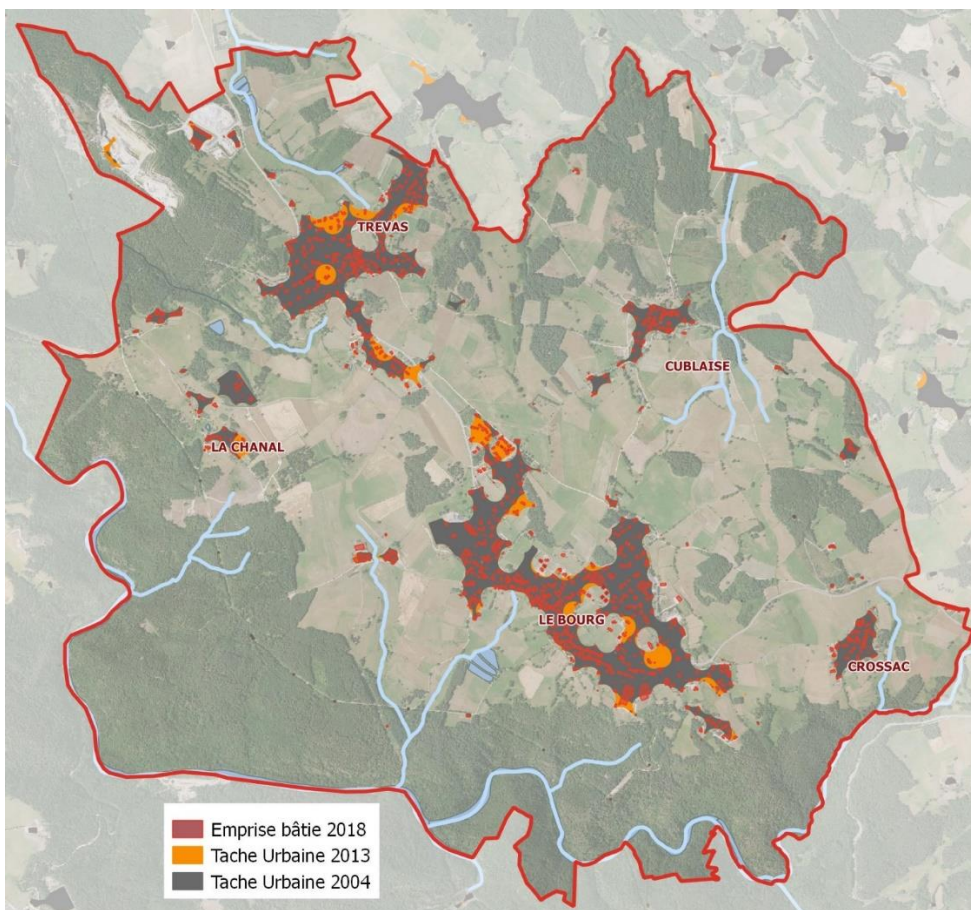 TREVAS
CUBLAISE
LA CHANAL
LE BOURG
CROSSAC
Emprise bâtie 2018
Tache Urbaine 2013
Tache Urbaine 2004